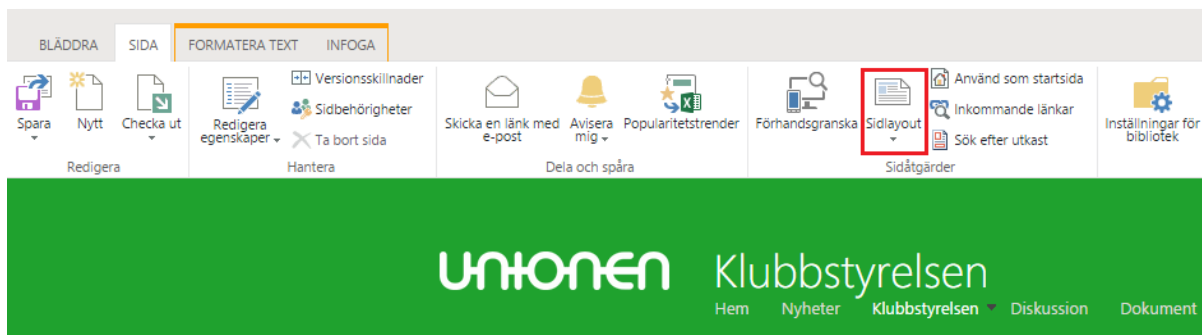 BLÄDDRA SIDA FORMATERA TEXT INFOGA
Spara
Nytt
Checka ut
Redigera
Redigera
egenskaper
Versionsskillnader
Sidbehörigheter
Ta bort sida
Hantera
Skicka en länk med
e-post
Avisera
mig
Popularitetstrender
Dela och spåra
Förhandsgranska
Sidlayout
Använd som startsida
Inkommande länkar
Sök efter utkast
Sidåtgärder
Inställningar för
bibliotek
unionen Klubbstyrelsen
Hem Nyheter Klubbstyrelsen Diskussion Dokument